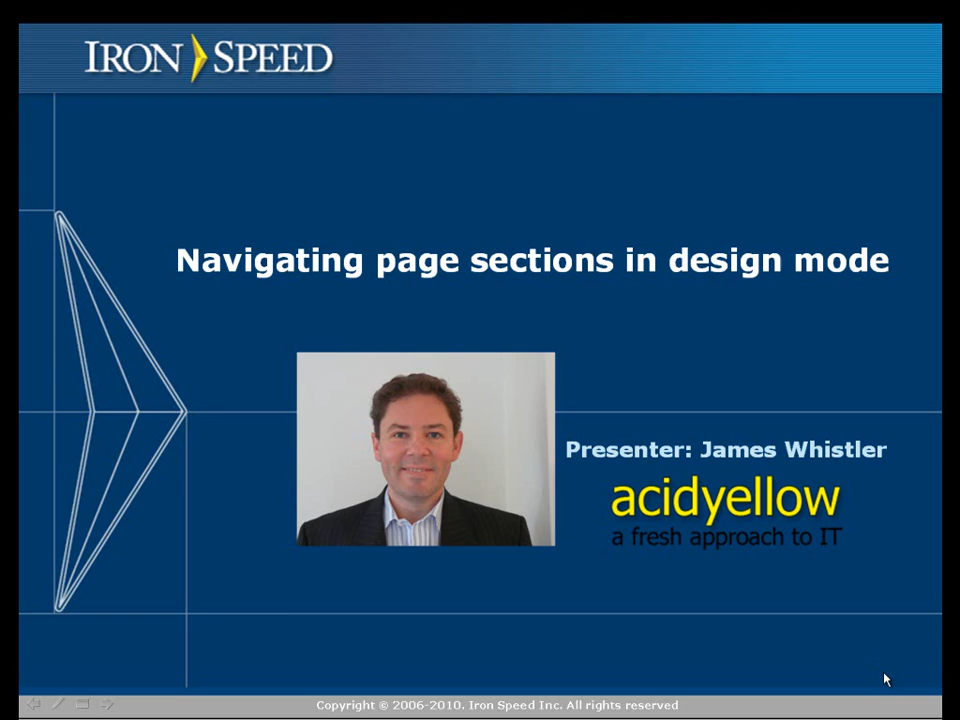 IRON SPEED
Navigating page sections in design mode
Presenter: James Whistler
acidyellow
a fresh approach to IT
Copyright © 2006-2010. Iron Speed Inc. All rights reserved